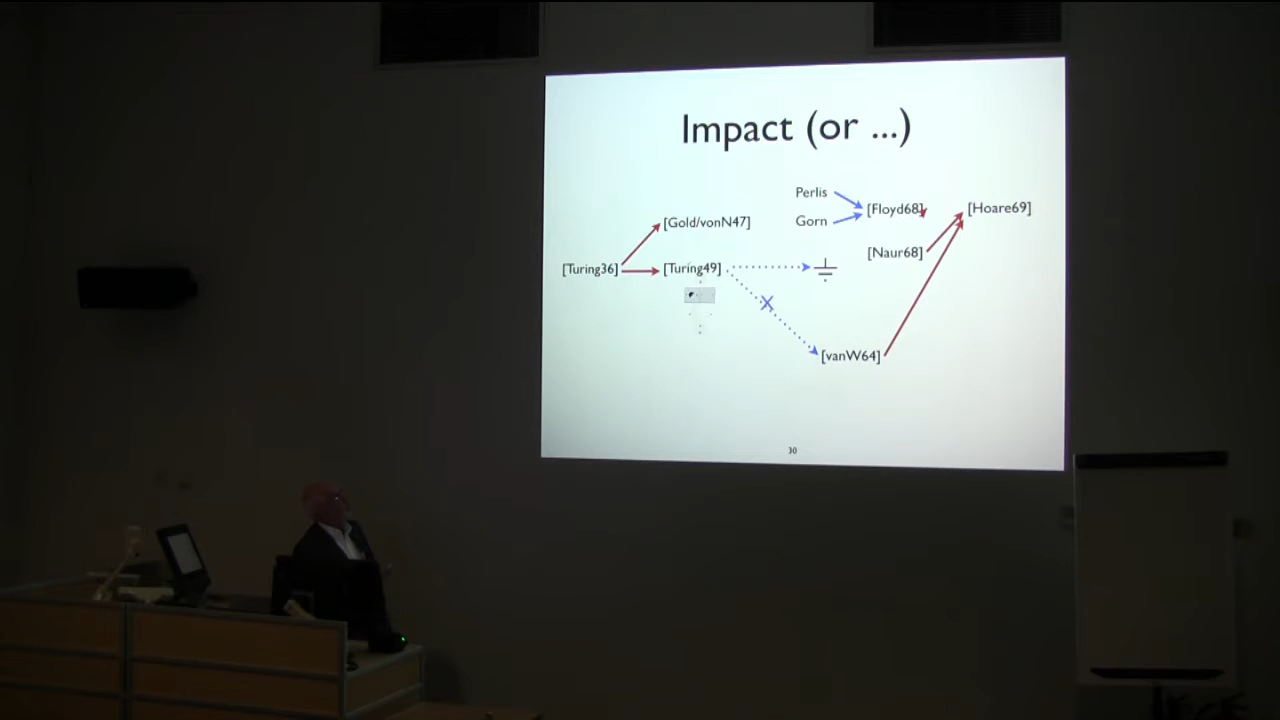 Impact (or ...)
Perlis
[Floyd68]
[Hoare69]
Gorn
[Gold/vonN47]
[Naur68]
[Turing36]
[Turing49]
X
[vanW64]
30